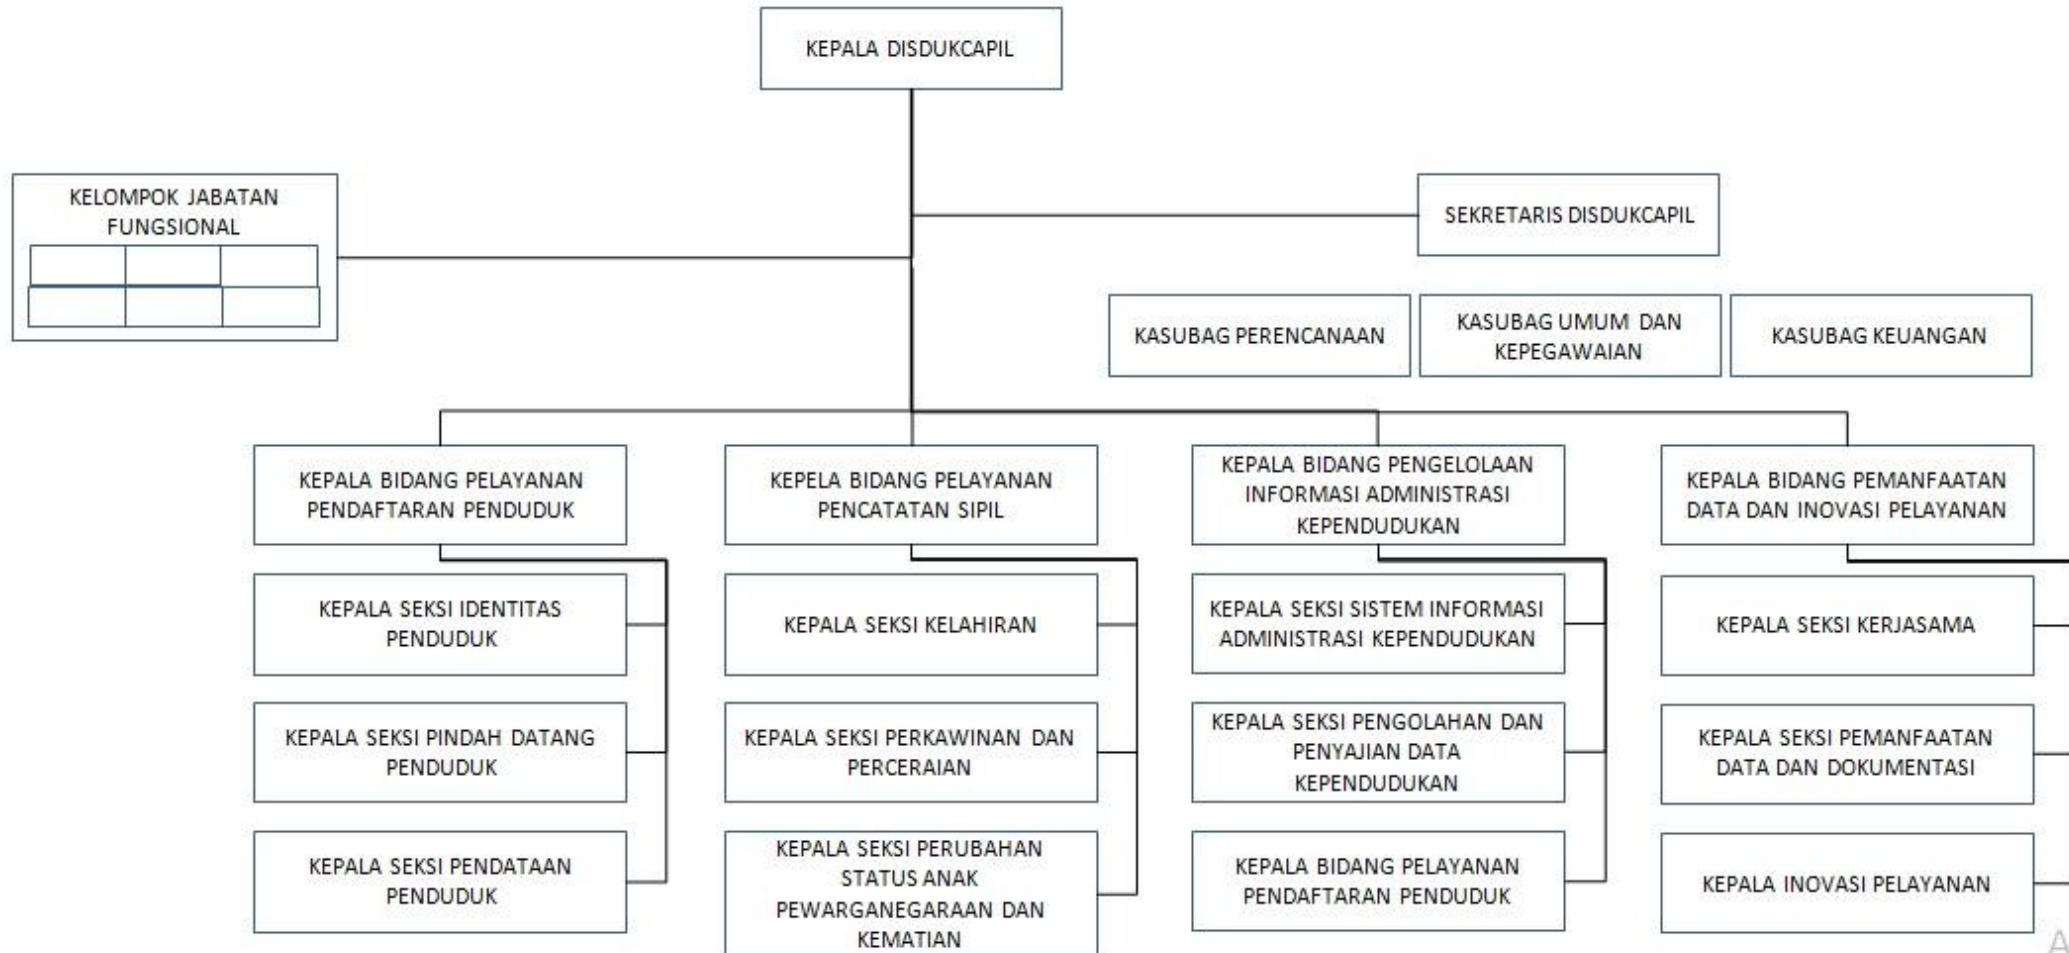 KEPALA DISDUKCAPIL
KELOMPOK JABATAN
FUNGSIONAL
SEKRETARIS DISDUKCAPIL
KASUBAG PERENCANAAN
KASUBAG UMUM DAN
KEPEGAWAIAN
KASUBAG KEUANGAN
KEPALA BIDANG PELAYANAN
PENDAFTARAN PENDUDUK
KEPELA BIDANG PELAYANAN
PENCATATAN SIPIL
KEPALA BIDANG PENGELOLAAN
INFORMASI ADMINISTRASI
KEPENDUDUKAN
KEPALA BIDANG PEMANFAATAN
DATA DAN INOVASI PELAYANAN
KEPALA SEKSI IDENTITAS
PENDUDUK
KEPALA SEKSI KELAHIRAN
KEPALA SEKSI SISTEM INFORMASI
ADMINISTRASI KEPENDUDUKAN
KEPALA SEKSI KERJASAMA
KEPALA SEKSI PINDAH DATANG
PENDUDUK
KEPALA SEKSI PERKAWINAN DAN
PERCERAIAN
KEPALA SEKSI PENGOLAHAN DAN
PENYAJIAN DATA
KEPENDUDUKAN
KEPALA SEKSI PEMANFAATAN
DATA DAN DOKUMENTASI
KEPALA SEKSI PENDATAAN
PENDUDUK
KEPALA SEKSI PERUBAHAN
STATUS ANAK
PEWARGANEGARAAN DAN
KEMATIAN
KEPALA BIDANG PELAYANAN
PENDAFTARAN PENDUDUK
KEPALA INOVASI PELAYANAN
A